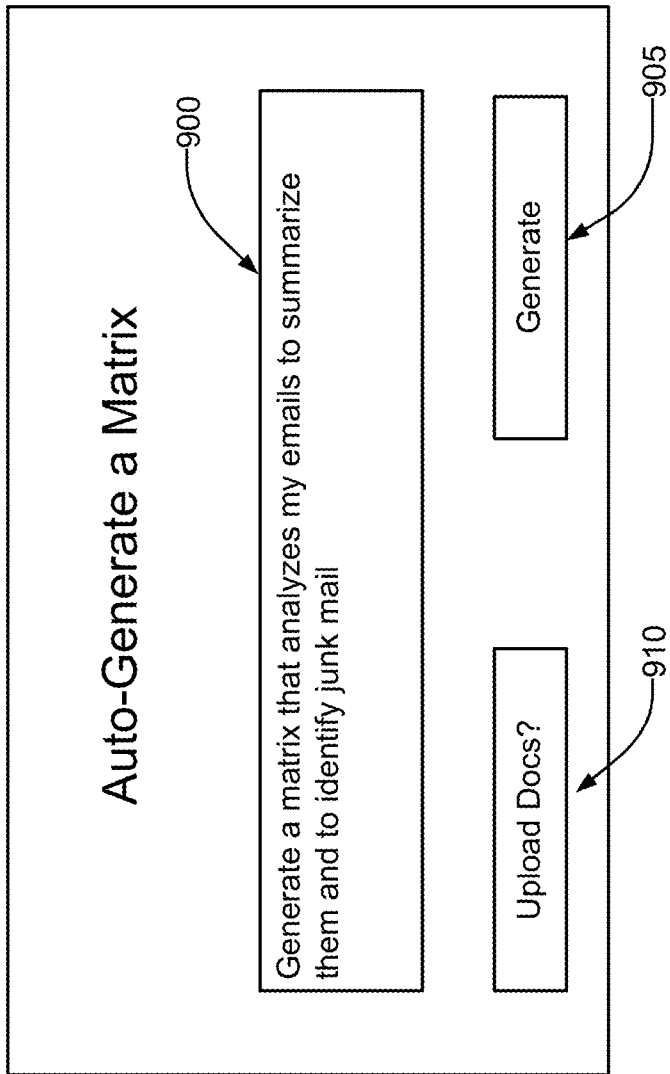 Auto-Generate a Matrix
900
Generate a matrix that analyzes my emails to summarize
them and to identify junk mail
Upload Docs?
Generate
910
905